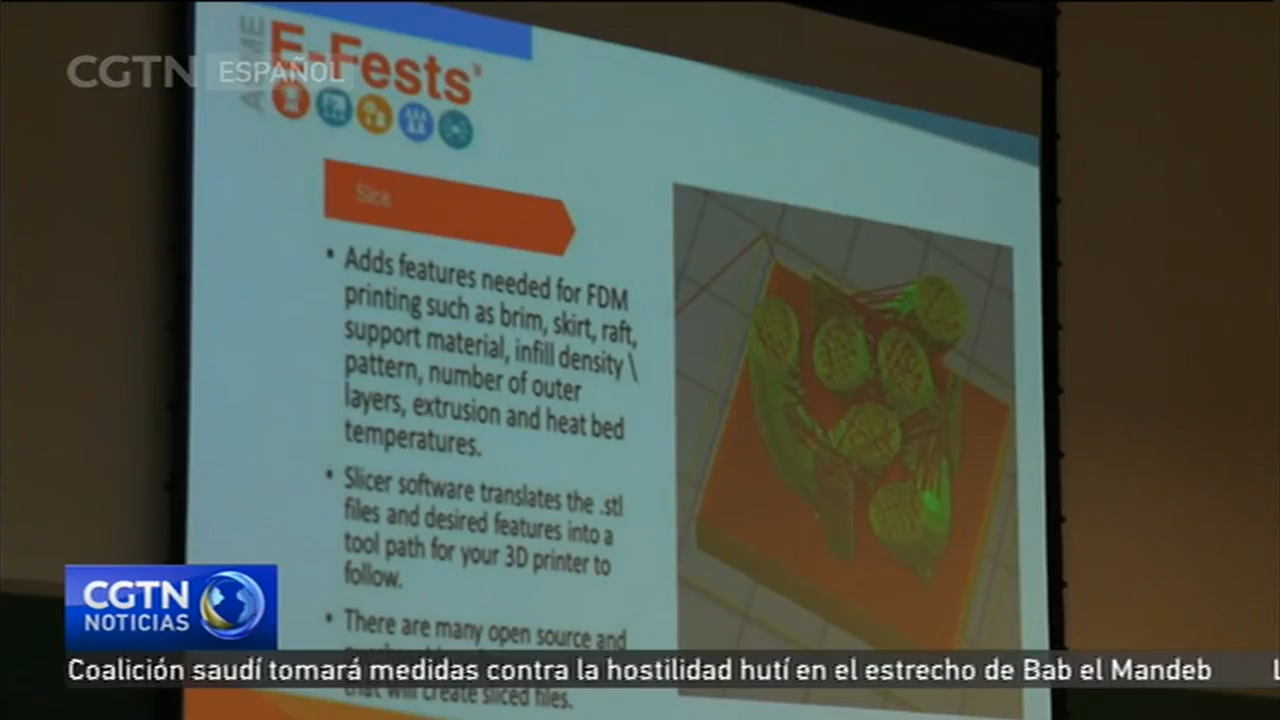 CGTN ESPAÑOL
ASME
E-Fests
Slice
• Adds features needed for FDM
printing such as brim, skirt, raft,
support material, infill density \
pattern, number of outer
layers, extrusion and heat bed
temperatures.
• Slicer software translates the .stl
files and desired features into a
tool path for your 3D printer to
follow.
• There are many open source and
that will create sliced files.
CGTN
NOTICIAS
Coalición saudí tomará medidas contra la hostilidad hutí en el estrecho de Bab el Mandeb